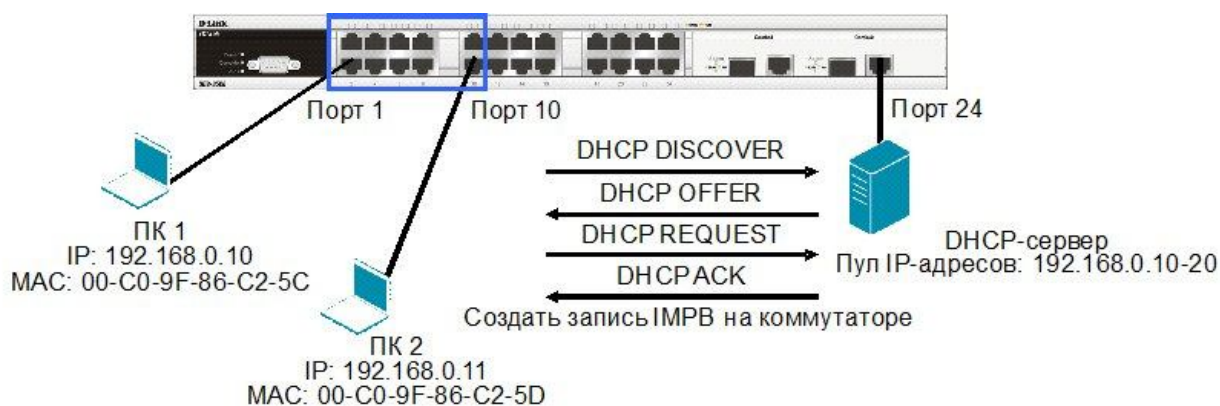 D-Link
Порт 1
Порт 10
Порт 24
DHCP DISCOVER
DHCP OFFER
DHCP REQUEST
DHCP ACK
Создать запись IMPB на коммутаторе
ПК 1
IP: 192.168.0.10
MAC: 00-C0-9F-86-C2-5C
ПК 2
IP: 192.168.0.11
MAC: 00-C0-9F-86-C2-5D
DHCP-сервер
Пул IP-адресов: 192.168.0.10-20